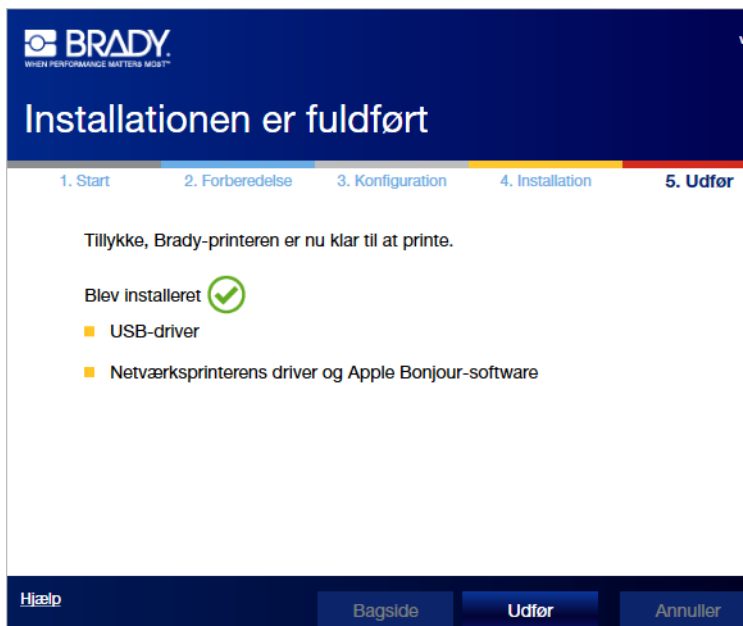 BRADY.
WHEN PERFORMANCE MATTERS MOST™
Installationen er fuldført
1. Start 2. Forberedelse 3. Konfiguration 4. Installation 5. Udfør
Tillykke, Brady-printeren er nu klar til at printe.
Blev installeret
USB-driver
Netværksprinterens driver og Apple Bonjour-software
Hjælp Bagside Udfør Annuller